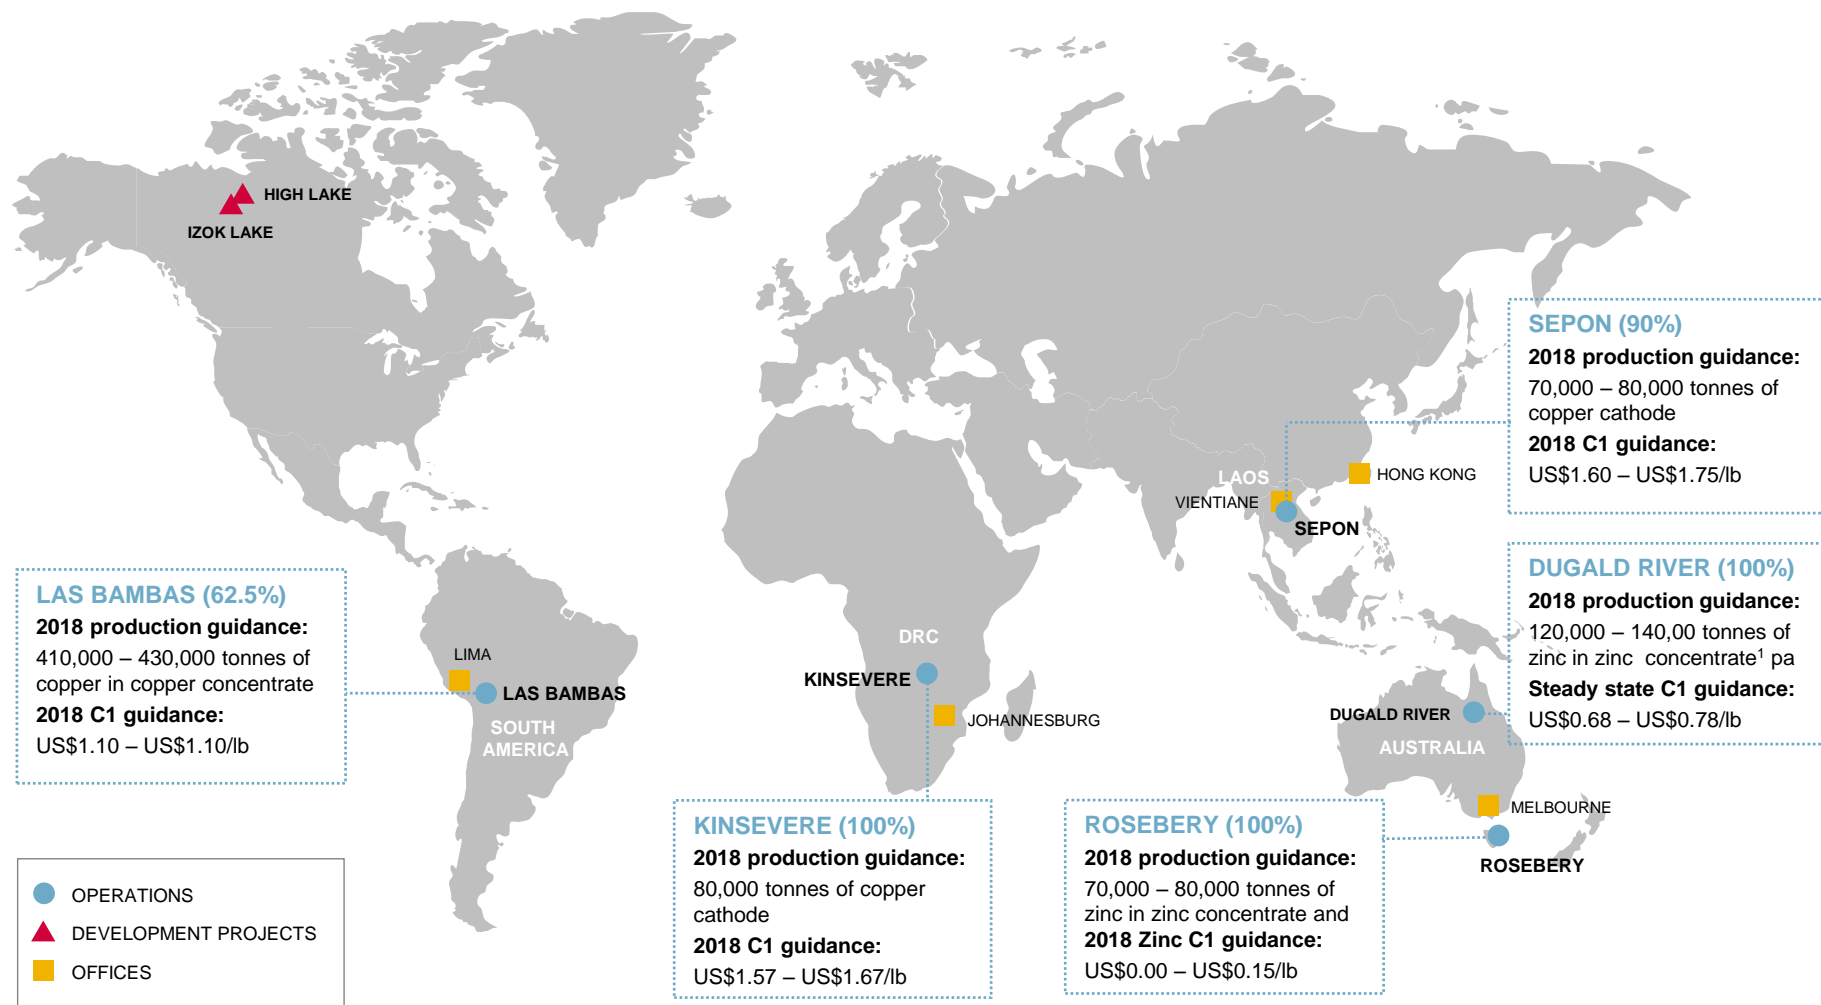 HIGH LAKE
IZOK LAKE
SEPON (90%)
2018 production guidance:
70,000 – 80,000 tonnes of
copper cathode
2018 C1 guidance:
US$1.60 – US$1.75/lb
LAOS
HONG KONG
VIENTIANE
SEPON
DUGALD RIVER (100%)
2018 production guidance:
120,000 – 140,00 tonnes of
zinc in zinc concentrate¹ pa
Steady state C1 guidance:
US$0.68 – US$0.78/lb
LAS BAMBAS (62.5%)
2018 production guidance:
410,000 – 430,000 tonnes of
copper in copper concentrate
2018 C1 guidance:
US$1.10 – US$1.10/lb
LIMA
LAS BAMBAS
SOUTH
AMERICA
DRC
KINSEVERE
JOHANNESBURG
DUGALD RIVER
AUSTRALIA
MELBOURNE
ROSEBERY
KINSEVERE (100%)
2018 production guidance:
80,000 tonnes of copper
cathode
2018 C1 guidance:
US$1.57 – US$1.67/lb
ROSEBERY (100%)
2018 production guidance:
70,000 – 80,000 tonnes of
zinc in zinc concentrate and
2018 Zinc C1 guidance:
US$0.00 – US$0.15/lb
OPERATIONS
DEVELOPMENT PROJECTS
OFFICES